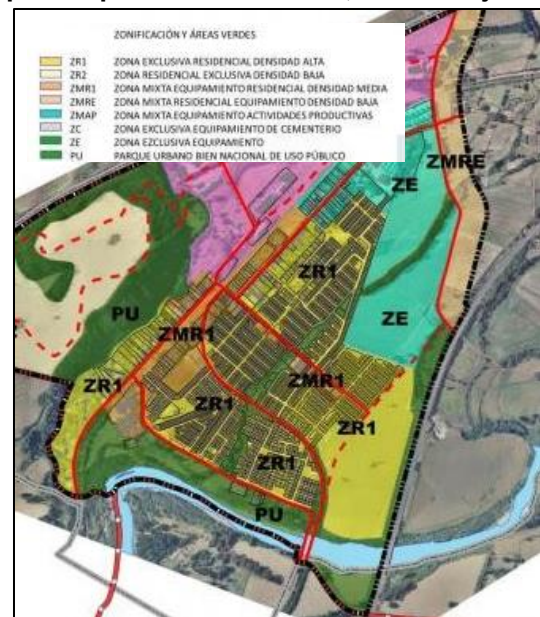 ZONIFICACIÓN Y ÁREAS VERDES
ZR1 ZONA EXCLUSIVA RESIDENCIAL DENSIDAD ALTA
ZR2 ZONA RESIDENCIAL EXCLUSIVA DENSIDAD BAJA
ZMR1 ZONA MIXTA EQUIPAMIENTO RESIDENCIAL DENSIDAD MEDIA
ZMRE ZONA MIXTA RESIDENCIAL EQUIPAMIENTO DENSIDAD BAJA
ZMAP ZONA MIXTA EQUIPAMIENTO ACTIVIDADES PRODUCTIVAS
ZC ZONA EXCLUSIVA EQUIPAMIENTO DE CEMENTERIO
ZE ZONA EZCLUSIVA EQUIPAMIENTO
PU PARQUE URBANO BIEN NACIONAL DE USO PÚBLICO
ZMRE
ZE
ZR1
PU
ZE
ZMR1
ZR1
ZMR1
ZR1
ZR1
ZR1
PU